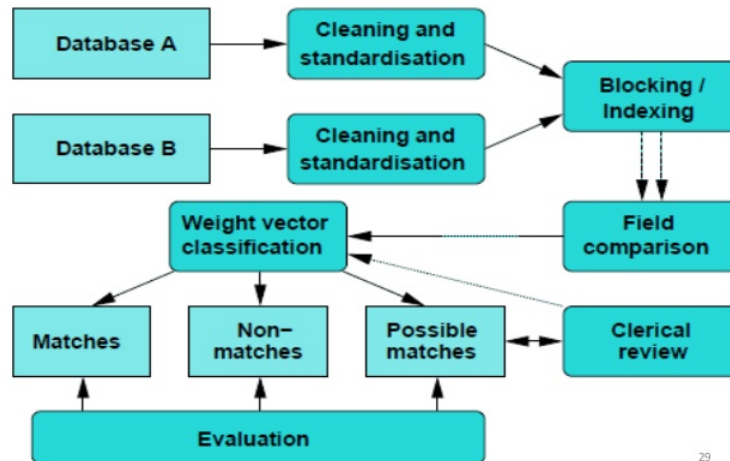 Database A
Cleaning and
standardisation
Blocking /
Indexing
Database B
Cleaning and
standardisation
Weight vector
classification
Field
comparison
Matches
Non–
matches
Possible
matches
Clerical
review
Evaluation
29